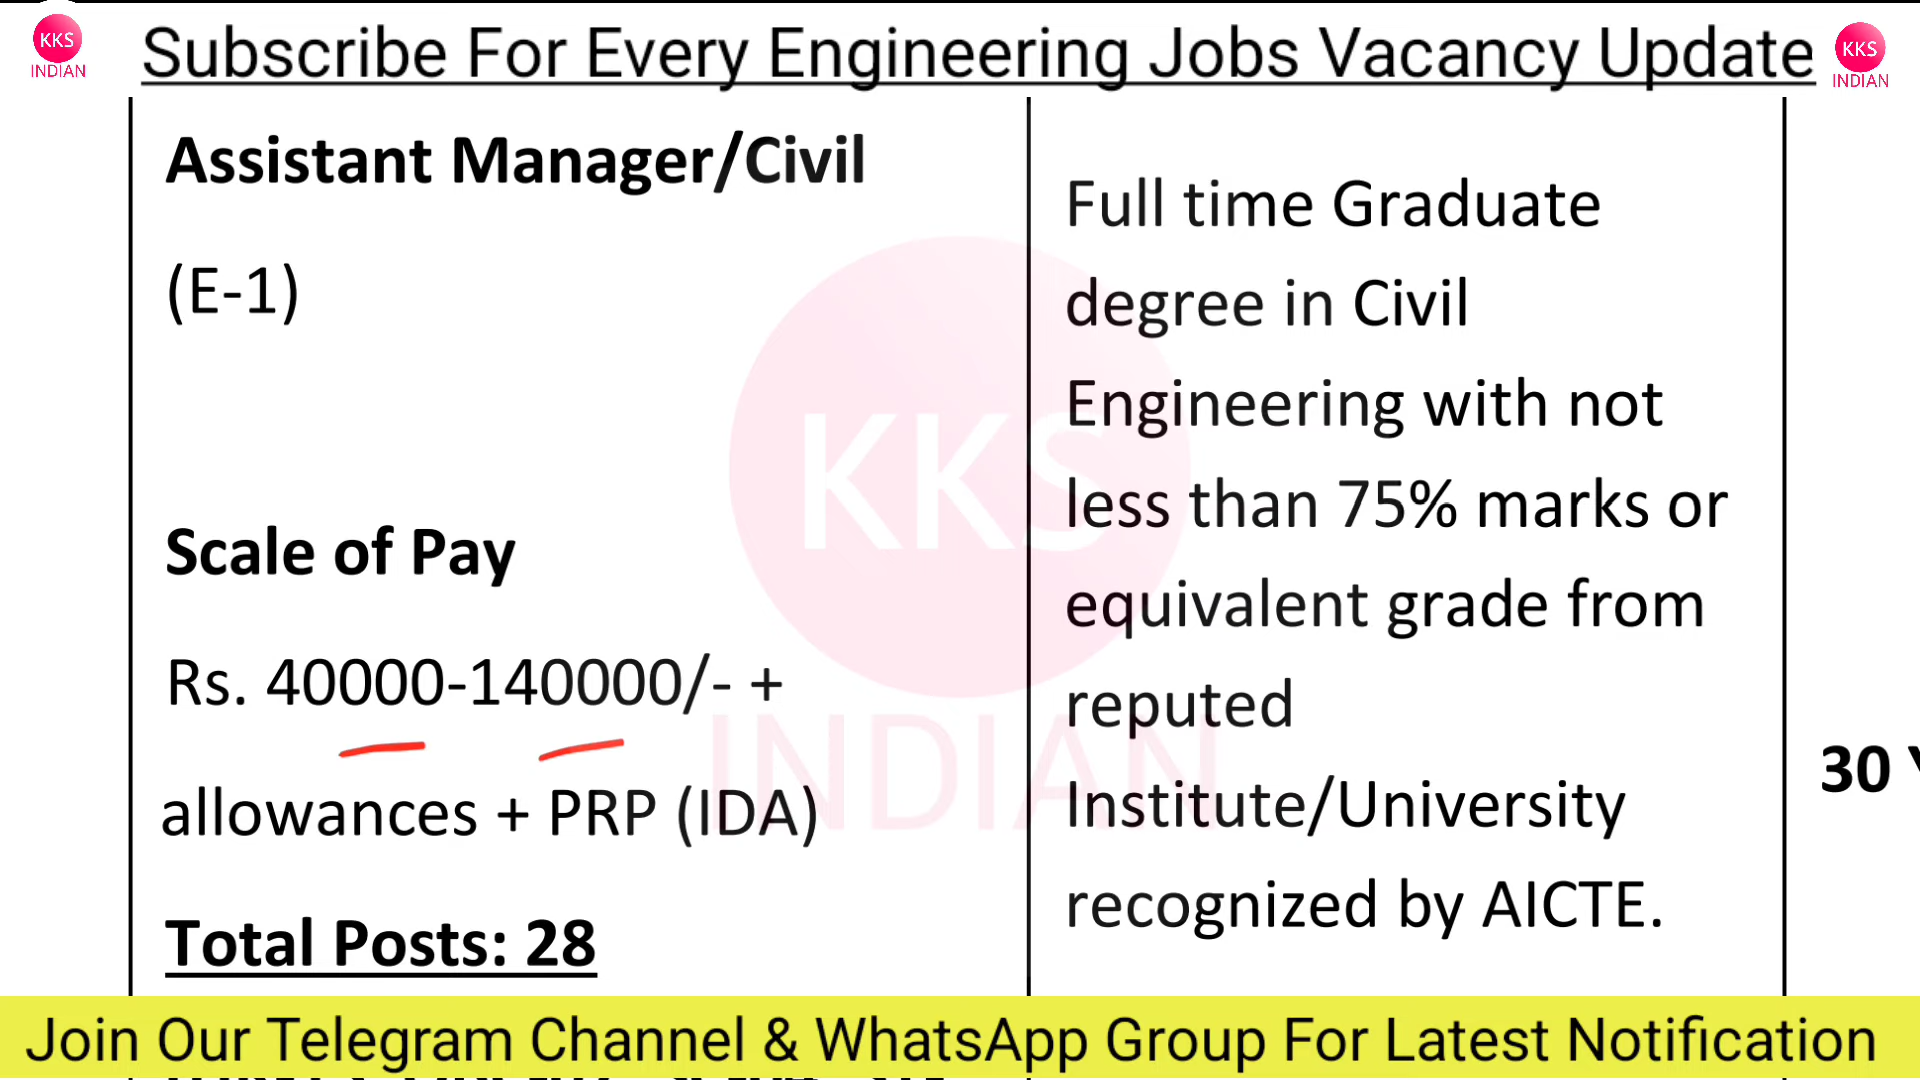 KKS
INDIAN
Subscribe For Every Engineering Jobs Vacancy Update
KKS
INDIAN
Assistant Manager/Civil
(E-1)
Scale of Pay
Rs. 40000-140000/- +
allowances + PRP (IDA)
Total Posts: 28
Full time Graduate
degree in Civil
Engineering with not
less than 75% marks or
equivalent grade from
reputed
Institute/University
recognized by AICTE.
30
KKS
INDIAN
Join Our Telegram Channel & WhatsApp Group For Latest Notification